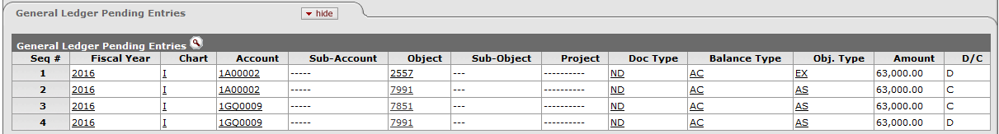 General Ledger Pending Entries hide
General Ledger Pending Entries
Seq # Fiscal Year Chart Account Sub-Account Object Sub-Object Project Doc Type Balance Type Obj. Type Amount D/C
1 2016 I 1A00002 ----- 2557 --- ---------- ND AC EX 63,000.00 D
2 2016 I 1A00002 ----- 7991 --- ---------- ND AC AS 63,000.00 C
3 2016 I 1GQ0009 ----- 7851 --- ---------- ND AC AS 63,000.00 C
4 2016 I 1GQ0009 ----- 7991 --- ---------- ND AC AS 63,000.00 D